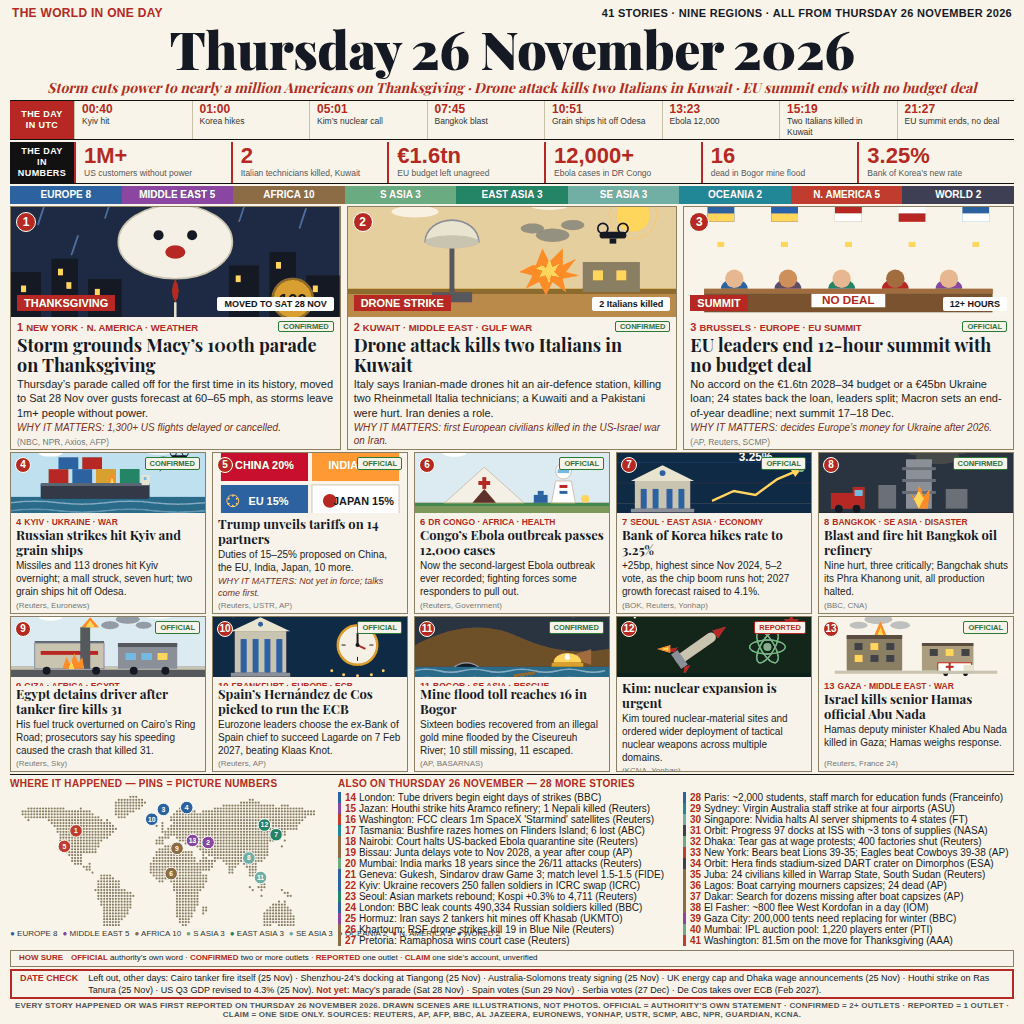 THE WORLD IN ONE DAY
41 STORIES · NINE REGIONS · ALL FROM THURSDAY 26 NOVEMBER 2026
Thursday 26 November 2026
Storm cuts power to nearly a million Americans on Thanksgiving · Drone attack kills two Italians in Kuwait · EU summit ends with no budget deal
THE DAY
IN UTC
00:40
Kyiv hit
01:00
Korea hikes
05:01
Kim's nuclear call
07:45
Bangkok blast
10:51
Grain ships hit off Odesa
13:23
Ebola 12,000
15:19
Two Italians killed in
Kuwait
21:27
EU summit ends, no deal
THE DAY
IN
NUMBERS
1M+
US customers without power
2
Italian technicians killed, Kuwait
€1.6tn
EU budget left unagreed
12,000+
Ebola cases in DR Congo
16
dead in Bogor mine flood
3.25%
Bank of Korea's new rate
EUROPE 8
MIDDLE EAST 5
AFRICA 10
S ASIA 3
EAST ASIA 3
SE ASIA 3
OCEANIA 2
N. AMERICA 5
WORLD 2
1
THANKSGIVING
MOVED TO SAT 28 NOV
1 NEW YORK · N. AMERICA · WEATHER
CONFIRMED
Storm grounds Macy's 100th parade
on Thanksgiving
Thursday's parade called off for the first time in its history, moved
to Sat 28 Nov over gusts forecast at 60–65 mph, as storms leave
1m+ people without power.
WHY IT MATTERS: 1,300+ US flights delayed or cancelled.
(NBC, RPR, Axios, AFP)
2
DRONE STRIKE
2 Italians killed
2 KUWAIT · MIDDLE EAST · GULF WAR
CONFIRMED
Drone attack kills two Italians in
Kuwait
Italy says Iranian-made drones hit an air-defence station, killing
two Rheinmetall Italia technicians; a Kuwaiti and a Pakistani
were hurt. Iran denies a role.
WHY IT MATTERS: first European civilians killed in the US-Israel war
on Iran.
3
NO DEAL
SUMMIT
12+ HOURS
3 BRUSSELS · EUROPE · EU SUMMIT
OFFICIAL
EU leaders end 12-hour summit with
no budget deal
No accord on the €1.6tn 2028–34 budget or a €45bn Ukraine
loan; 24 states back the loan, leaders split; Macron sets an end-
of-year deadline; next summit 17–18 Dec.
WHY IT MATTERS: decides Europe's money for Ukraine after 2026.
(AP, Reuters, SCMP)
4
CONFIRMED
4 KYIV · UKRAINE · WAR
Russian strikes hit Kyiv and
grain ships
Missiles and 113 drones hit Kyiv
overnight; a mall struck, seven hurt; two
grain ships hit off Odesa.
(Reuters, Euronews)
5
CHINA 20%
INDIA
OFFICIAL
EU 15%
JAPAN 15%
Trump unveils tariffs on 14
partners
Duties of 15–25% proposed on China,
the EU, India, Japan, 10 more.
WHY IT MATTERS: Not yet in force; talks
come first.
(Reuters, USTR, AP)
6
OFFICIAL
6 DR CONGO · AFRICA · HEALTH
Congo's Ebola outbreak passes
12,000 cases
Now the second-largest Ebola outbreak
ever recorded; fighting forces some
responders to pull out.
(Reuters, Government)
7
3.25%
OFFICIAL
7 SEOUL · EAST ASIA · ECONOMY
Bank of Korea hikes rate to
3.25%
+25bp, highest since Nov 2024, 5–2
vote, as the chip boom runs hot; 2027
growth forecast raised to 4.1%.
(BOK, Reuters, Yonhap)
8
CONFIRMED
8 BANGKOK · SE ASIA · DISASTER
Blast and fire hit Bangkok oil
refinery
Nine hurt, three critically; Bangchak shuts
its Phra Khanong unit, all production
halted.
(BBC, CNA)
9
OFFICIAL
9 GIZA · AFRICA · EGYPT
Egypt detains driver after
tanker fire kills 31
His fuel truck overturned on Cairo's Ring
Road; prosecutors say his speeding
caused the crash that killed 31.
(Reuters, Sky)
10
OFFICIAL
10 FRANKFURT · EUROPE · ECB
Spain's Hernández de Cos
picked to run the ECB
Eurozone leaders choose the ex-Bank of
Spain chief to succeed Lagarde on 7 Feb
2027, beating Klaas Knot.
(Reuters, AP)
11
CONFIRMED
11 BOGOR · SE ASIA · RESCUE
Mine flood toll reaches 16 in
Bogor
Sixteen bodies recovered from an illegal
gold mine flooded by the Ciseureuh
River; 10 still missing, 11 escaped.
(AP, BASARNAS)
12
REPORTED
Kim: nuclear expansion is
urgent
Kim toured nuclear-material sites and
ordered wider deployment of tactical
nuclear weapons across multiple
domains.
(KCNA, Yonhap)
13
OFFICIAL
13 GAZA · MIDDLE EAST · WAR
Israel kills senior Hamas
official Abu Nada
Hamas deputy minister Khaled Abu Nada
killed in Gaza; Hamas weighs response.
(Reuters, France 24)
WHERE IT HAPPENED — PINS = PICTURE NUMBERS
3
4
10
1
5
12
7
13
2
9
8
6
11
EUROPE 8 MIDDLE EAST 5 AFRICA 10 S ASIA 3 EAST ASIA 3 SE ASIA 3 OCEANIA 2 N. AMERICA 5 WORLD 2
ALSO ON THURSDAY 26 NOVEMBER — 28 MORE STORIES
14 London: Tube drivers begin eight days of strikes (BBC)
15 Jazan: Houthi strike hits Aramco refinery; 1 Nepali killed (Reuters)
16 Washington: FCC clears 1m SpaceX 'Starmind' satellites (Reuters)
17 Tasmania: Bushfire razes homes on Flinders Island; 6 lost (ABC)
18 Nairobi: Court halts US-backed Ebola quarantine site (Reuters)
19 Bissau: Junta delays vote to Nov 2028, a year after coup (AP)
20 Mumbai: India marks 18 years since the 26/11 attacks (Reuters)
21 Geneva: Gukesh, Sindarov draw Game 3; match level 1.5-1.5 (FIDE)
22 Kyiv: Ukraine recovers 250 fallen soldiers in ICRC swap (ICRC)
23 Seoul: Asian markets rebound; Kospi +0.3% to 4,711 (Reuters)
24 London: BBC leak counts 490,334 Russian soldiers killed (BBC)
25 Hormuz: Iran says 2 tankers hit mines off Khasab (UKMTO)
26 Khartoum: RSF drone strikes kill 19 in Blue Nile (Reuters)
27 Pretoria: Ramaphosa wins court case (Reuters)
28 Paris: ~2,000 students, staff march for education funds (Franceinfo)
29 Sydney: Virgin Australia staff strike at four airports (ASU)
30 Singapore: Nvidia halts AI server shipments to 4 states (FT)
31 Orbit: Progress 97 docks at ISS with ~3 tons of supplies (NASA)
32 Dhaka: Tear gas at wage protests; 400 factories shut (Reuters)
33 New York: Bears beat Lions 39-35; Eagles beat Cowboys 39-38 (AP)
34 Orbit: Hera finds stadium-sized DART crater on Dimorphos (ESA)
35 Juba: 24 civilians killed in Warrap State, South Sudan (Reuters)
36 Lagos: Boat carrying mourners capsizes; 24 dead (AP)
37 Dakar: Search for dozens missing after boat capsizes (AP)
38 El Fasher: ~800 flee West Kordofan in a day (IOM)
39 Gaza City: 200,000 tents need replacing for winter (BBC)
40 Mumbai: IPL auction pool: 1,220 players enter (PTI)
41 Washington: 81.5m on the move for Thanksgiving (AAA)
HOW SURE OFFICIAL authority's own word · CONFIRMED two or more outlets · REPORTED one outlet · CLAIM one side's account, unverified
DATE CHECK Left out, other days: Cairo tanker fire itself (25 Nov) · Shenzhou-24's docking at Tiangong (25 Nov) · Australia-Solomons treaty signing (25 Nov) · UK energy cap and Dhaka wage announcements (25 Nov) · Houthi strike on Ras
Tanura (25 Nov) · US Q3 GDP revised to 4.3% (25 Nov). Not yet: Macy's parade (Sat 28 Nov) · Spain votes (Sun 29 Nov) · Serbia votes (27 Dec) · De Cos takes over ECB (Feb 2027).
EVERY STORY HAPPENED OR WAS FIRST REPORTED ON THURSDAY 26 NOVEMBER 2026. DRAWN SCENES ARE ILLUSTRATIONS, NOT PHOTOS. OFFICIAL = AUTHORITY'S OWN STATEMENT · CONFIRMED = 2+ OUTLETS · REPORTED = 1 OUTLET ·
CLAIM = ONE SIDE ONLY. SOURCES: REUTERS, AP, AFP, BBC, AL JAZEERA, EURONEWS, YONHAP, USTR, SCMP, ABC, NPR, GUARDIAN, KCNA.